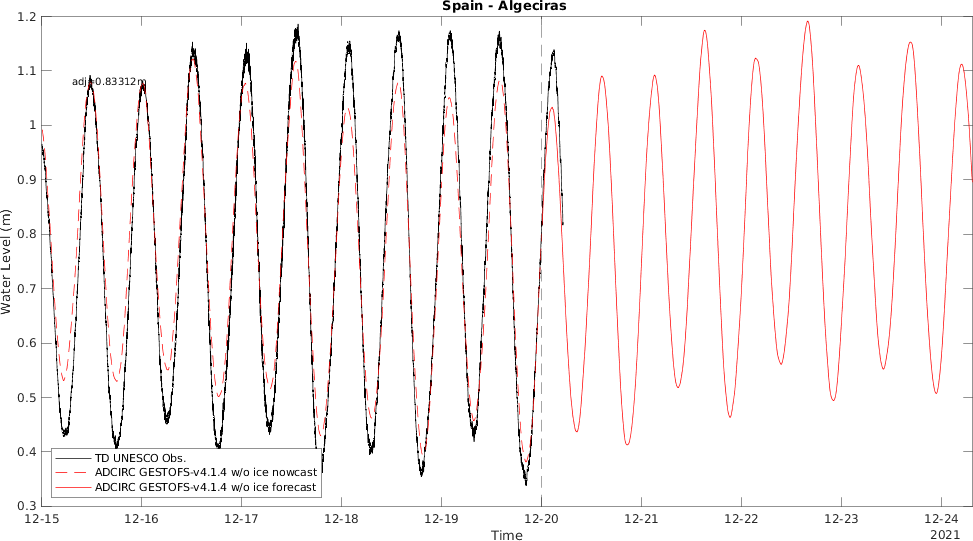 Spain - Algeciras
1.2
1.1
1
0.9
0.8
0.7
0.6
0.5
0.4
0.3
Water Level (m)
adj=0.83312m
TD UNESCO Obs.
ADCIRC GESTOFS-v4.1.4 w/o ice nowcast
ADCIRC GESTOFS-v4.1.4 w/o ice forecast
12-15 12-16 12-17 12-18 12-19 12-20 12-21 12-22 12-23 12-24
Time
2021